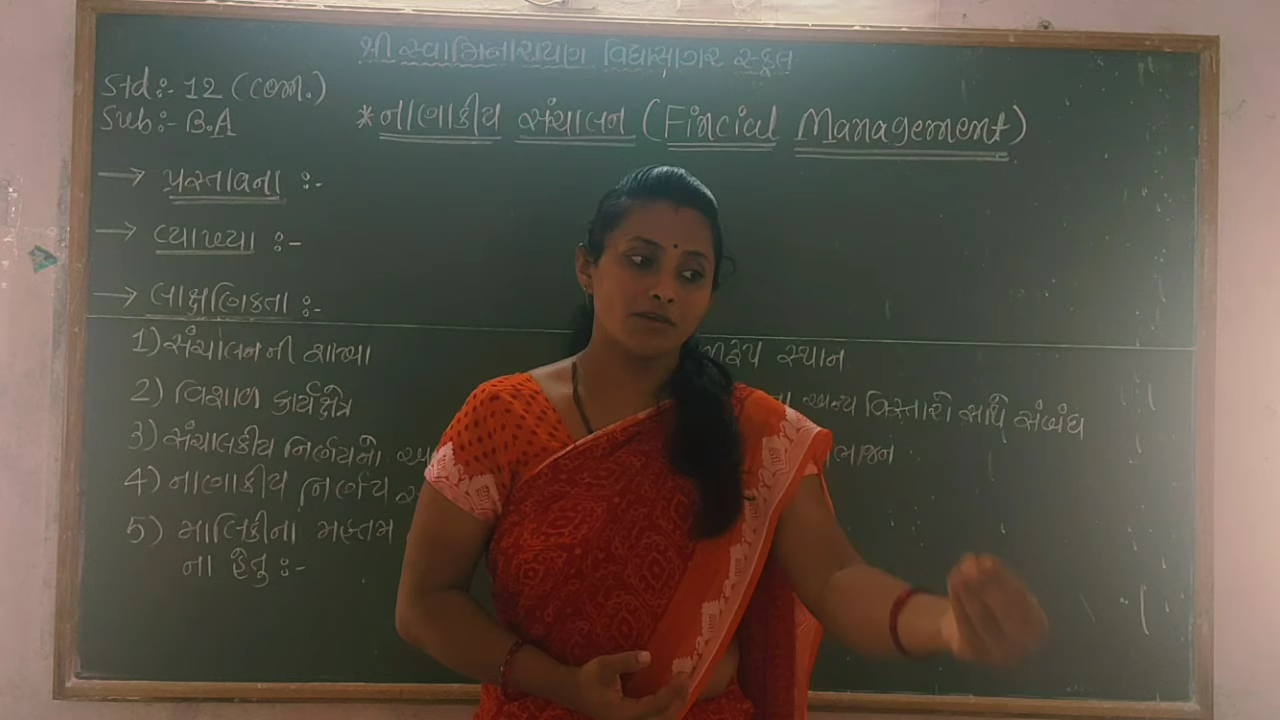 શ્રી સ્વામિનારાયણ વિદ્યાસાગર સ્કૂલ
Std:- 12 (com.)
Sub:- B.A
* નાણાકીય સંચાલન (Fincial Management)
→ પ્રસ્તાવના :-
→ વ્યાખ્યા :-
→ લાક્ષણિકતા :-
1) સંચાલનની શાખ્યા
સ્થાન
2) વિશાળ કાર્યક્ષેત્ર
અન્ય વિસ્તારો સાથે સંબંધ
3) સંચાલકીય નિર્ણયનો
4) નાણાકીય નિર્ણય
5) માલિકીના મહત્તમ
ના હેતુ :-